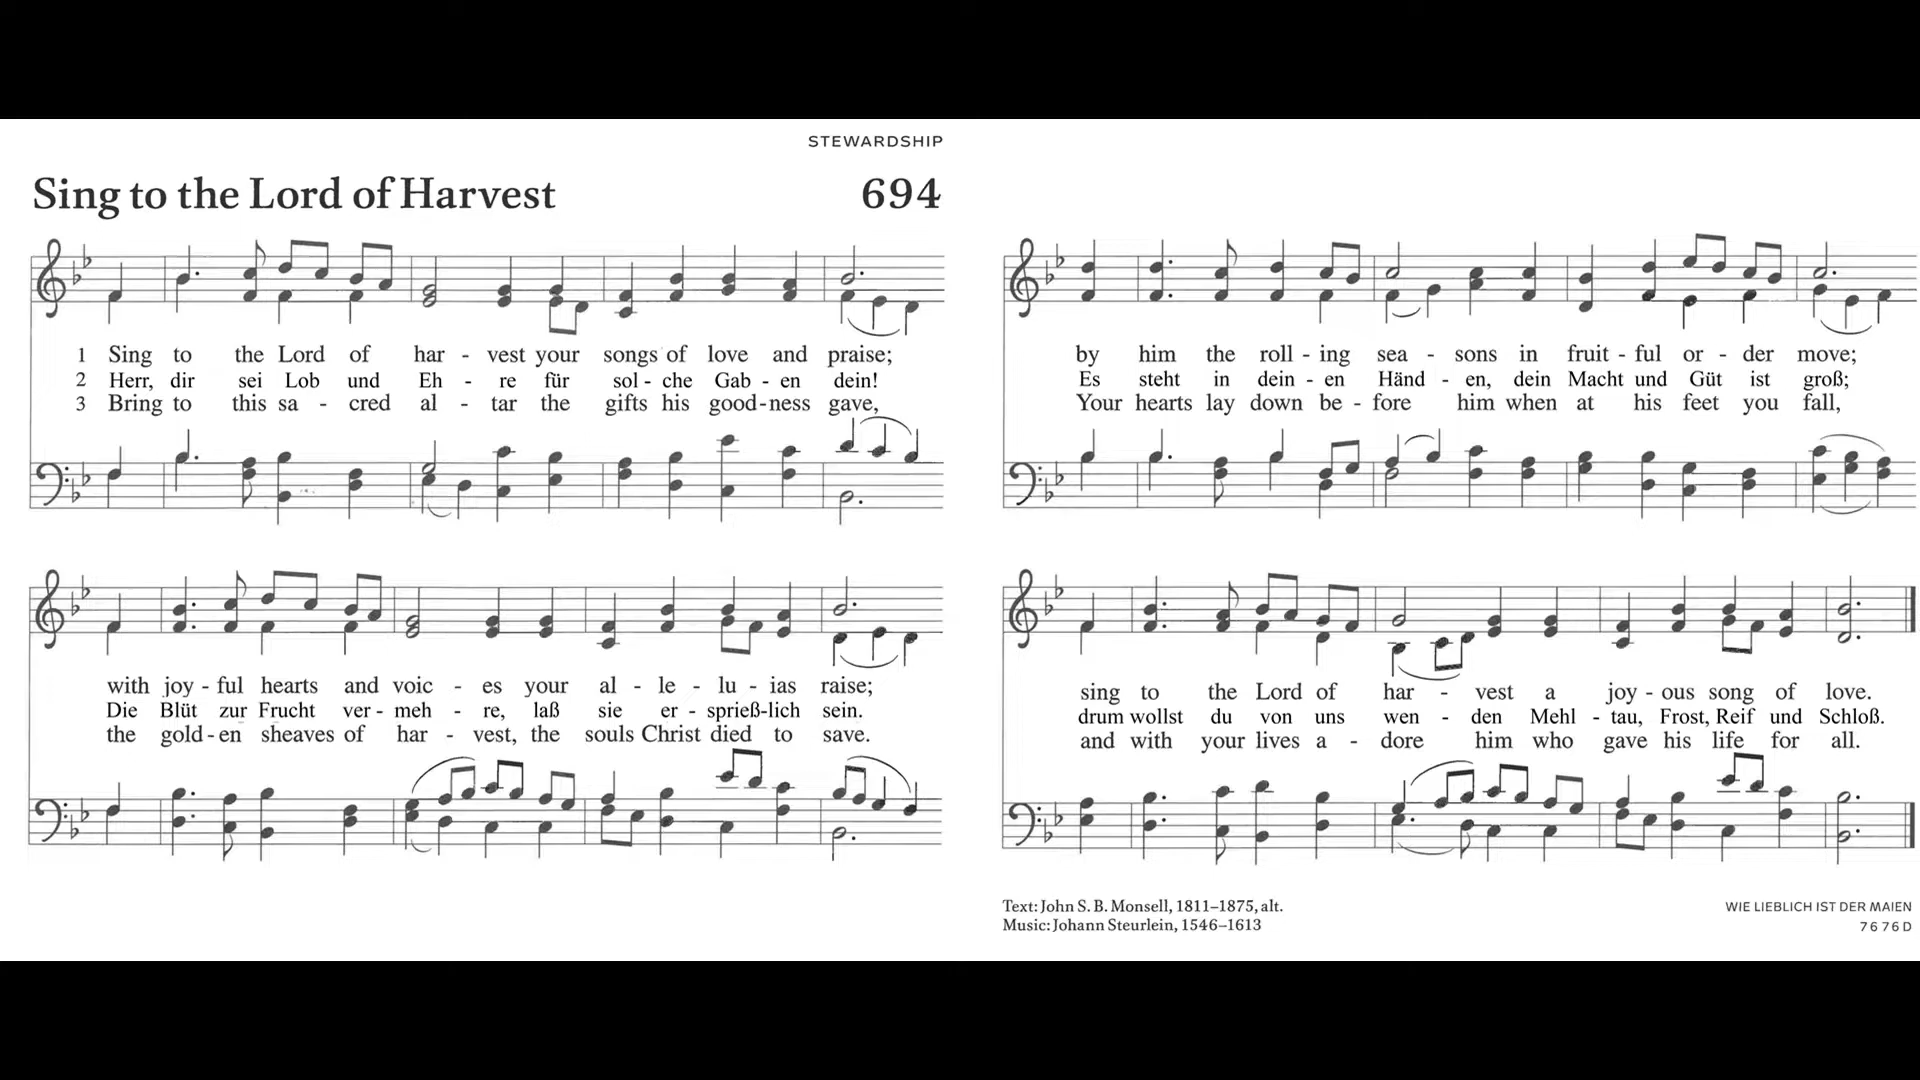 STEWARDSHIP
Sing to the Lord of Harvest 694
1 Sing to the Lord of har - vest your songs of love and praise;
2 Herr, dir sei Lob und Eh - re für sol - che Gab - en dein!
3 Bring to this sa - cred al - tar the gifts his good - ness gave,
with joy - ful hearts and voic - es your al - le - lu - ias raise;
Die Blüt zur Frucht ver - meh - re, laß sie er - sprieß - lich sein.
the gold - en sheaves of har - vest, the souls Christ died to save.
by him the roll - ing sea - sons in fruit - ful or - der move;
Es steht in dein - en Händ - en, dein Macht und Güt ist groß;
Your hearts lay down be - fore him when at his feet you fall,
sing to the Lord of har - vest a joy - ous song of love.
drum wollst du von uns wen - den Mehl - tau, Frost, Reif und Schloß.
and with your lives a - dore him who gave his life for all.
Text: John S. B. Monsell, 1811–1875, alt.
Music: Johann Steurlein, 1546–1613
WIE LIEBLICH IST DER MAIEN
7 6 7 6 D